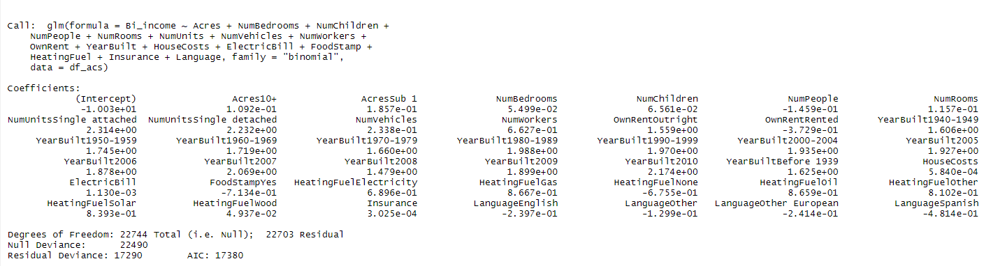 Call:  glm(formula = Bi_income ~ Acres + NumBedrooms + NumChildren +
    NumPeople + NumRooms + NumUnits + NumVehicles + NumWorkers +
    OwnRent + YearBuilt + HouseCosts + ElectricBill + FoodStamp +
    HeatingFuel + Insurance + Language, family = "binomial",
    data = df_acs)
Coefficients:
(Intercept) Acres10+ AcresSub 1 NumBedrooms NumChildren NumPeople NumRooms
-1.003e+01 1.092e-01 1.857e-01 5.499e-02 6.561e-02 -1.459e-01 1.157e-01
NumUnitsSingle attached NumUnitsSingle detached NumVehicles NumWorkers OwnRentOutright OwnRentRented YearBuilt1940-1949
2.314e+00 2.232e+00 2.338e-01 6.627e-01 1.559e+00 -3.729e-01 1.606e+00
YearBuilt1950-1959 YearBuilt1960-1969 YearBuilt1970-1979 YearBuilt1980-1989 YearBuilt1990-1999 YearBuilt2000-2004 YearBuilt2005
1.745e+00 1.719e+00 1.660e+00 1.988e+00 1.970e+00 1.935e+00 1.927e+00
YearBuilt2006 YearBuilt2007 YearBuilt2008 YearBuilt2009 YearBuilt2010 YearBuiltBefore 1939 HouseCosts
1.878e+00 2.069e+00 1.479e+00 1.899e+00 2.174e+00 1.625e+00 5.840e-04
ElectricBill FoodStampYes HeatingFuelElectricity HeatingFuelGas HeatingFuelNone HeatingFuelOil HeatingFuelOther
1.130e-03 -7.134e-01 6.896e-01 8.667e-01 -6.755e-01 8.659e-01 8.102e-01
HeatingFuelSolar HeatingFuelWood Insurance LanguageEnglish LanguageOther LanguageOther European LanguageSpanish
8.393e-01 4.937e-02 3.025e-04 -2.397e-01 -1.299e-01 -2.414e-01 -4.814e-01
Degrees of Freedom: 22744 Total (i.e. Null);  22703 Residual
Null Deviance:      22490
Residual Deviance: 17290        AIC: 17380